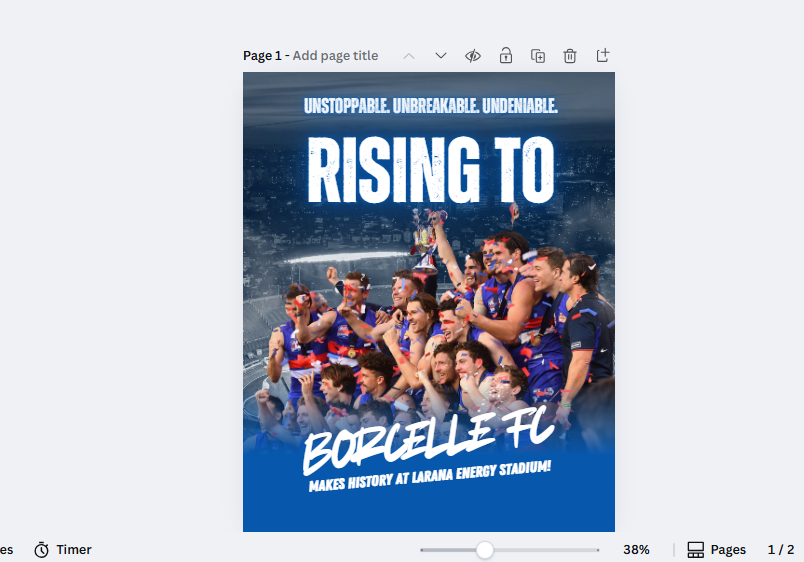 Page 1 - Add page title
UNSTOPPABLE. UNBREAKABLE. UNDENIABLE.
RISING TO
BORCELLE FC
MAKES HISTORY AT LARANA ENERGY STADIUM!
es
Timer
38%
Pages
1 / 2